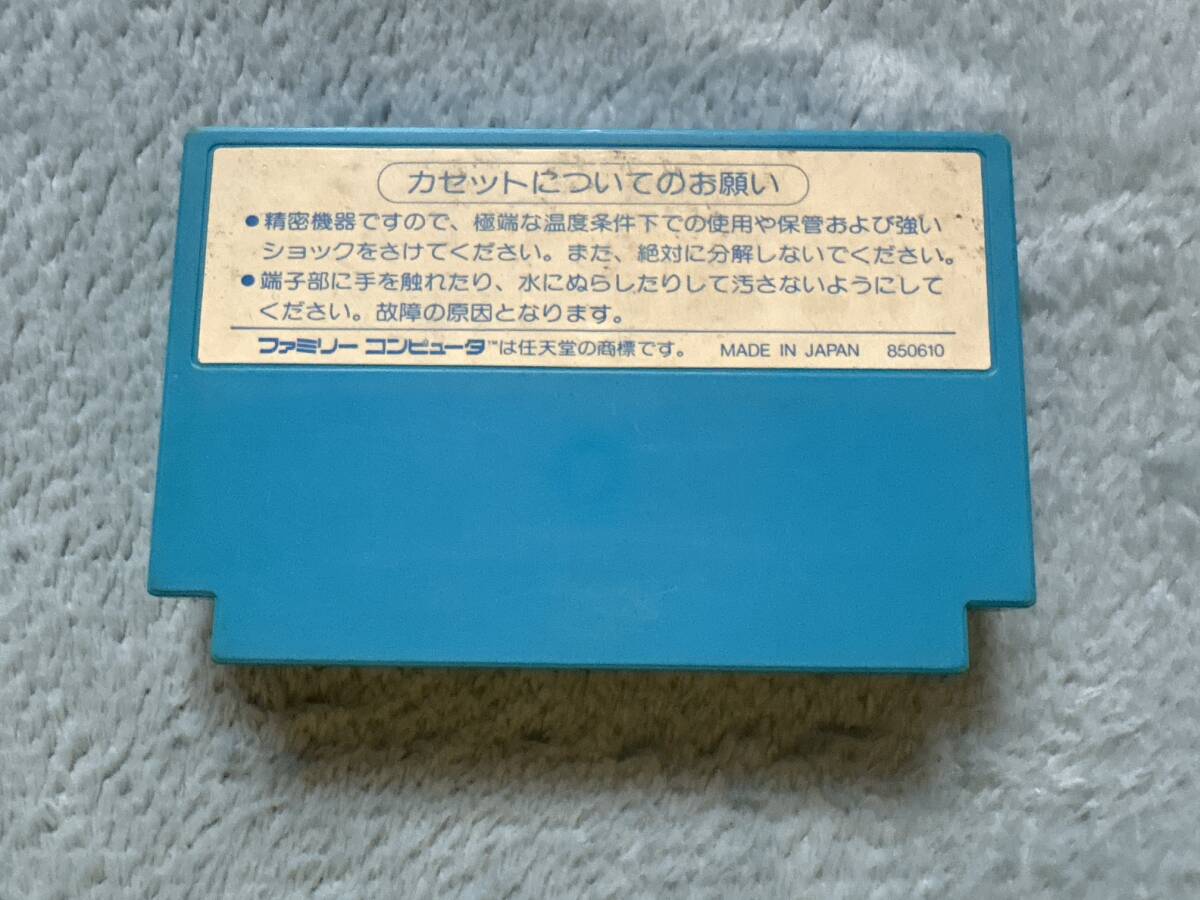 カセットについてのお願い
●精密機器ですので、極端な温度条件下での使用や保管および強い
ショックをさけてください。また、絶対に分解しないでください。
●端子部に手を触れたり、水にぬらしたりして汚さないようにして
ください。故障の原因となります。
ファミリー コンピュータ™は任天堂の商標です。 MADE IN JAPAN 850610